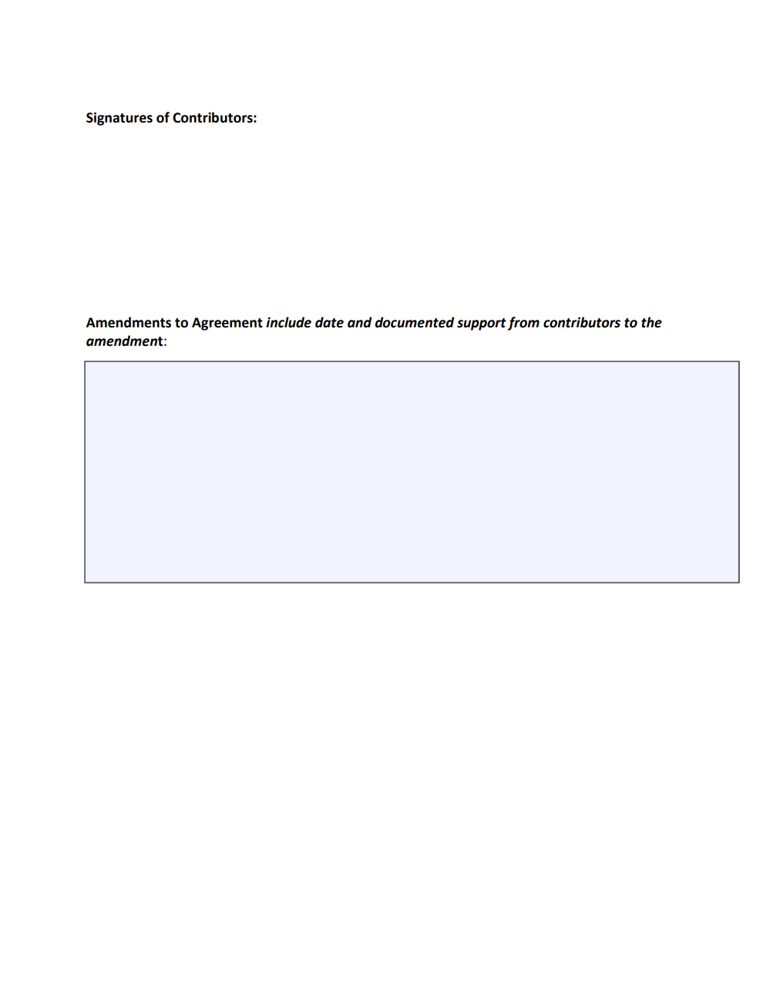 Signatures of Contributors:
Amendments to Agreement include date and documented support from contributors to the
amendment: